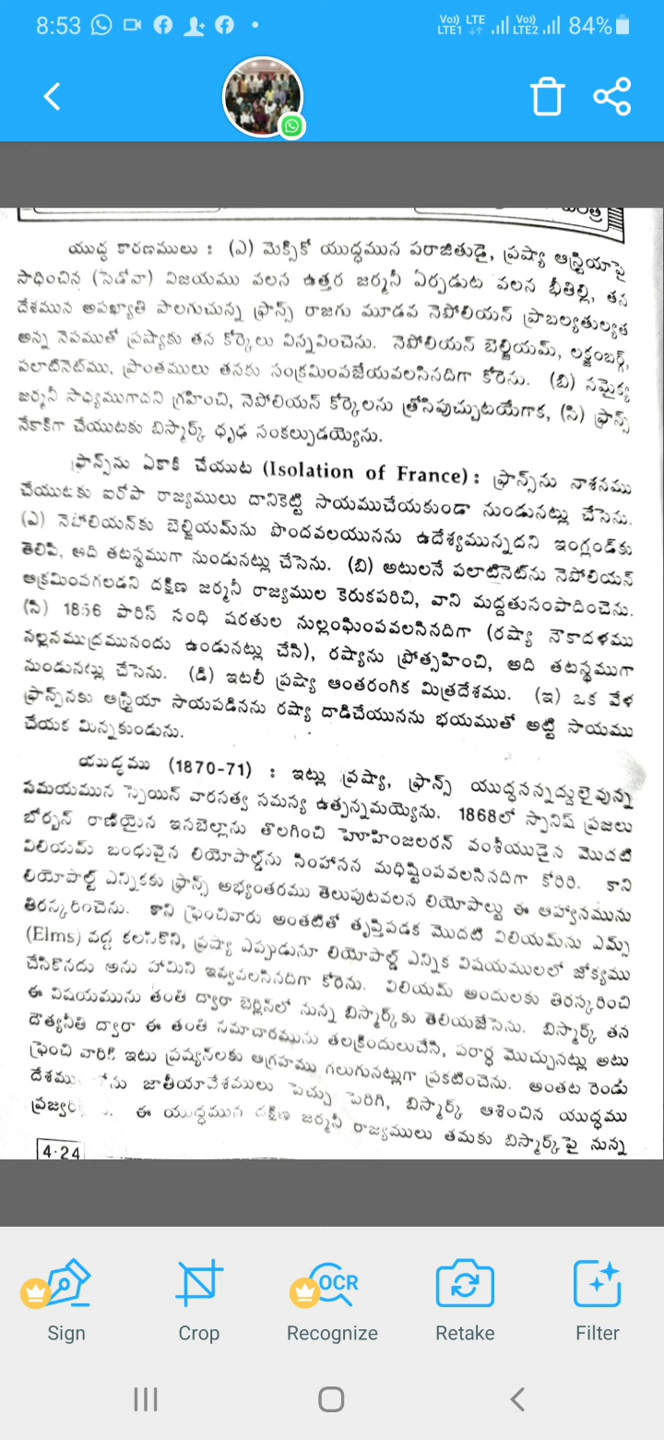 8:53
Vo)) LTE
LTE1
Vo))
LTE2
84%
యుద్ధ కారణములు : (ఎ) మెక్సికో యుద్ధమున పరాజితుడై, ప్రష్యా ఆస్ట్రియాపై
సాధించిన (సెడోవా) విజయము వలన ఉత్తర జర్మనీ ఏర్పడుట వలన భీతిల్లి, తన
దేశమున అపఖ్యాతి పాలగుచున్న ఫ్రాన్స్ రాజగు మూడవ నెపోలియన్ ప్రాబల్యతుల్యత
అన్న నెపముతో ప్రష్యాకు తన కోర్కెలు విన్నవించెను. నెపోలియన్ బెల్జియమ్, లక్జంబర్గ్,
పలాటినెట్‌ము, ప్రాంతములు తనకు సంక్రమింపజేయవలసినదిగా కోరెను. (బి) సమైక్య
జర్మనీ సాధ్యముగాదని గ్రహించి, నెపోలియన్ కోర్కెలను త్రోసిపుచ్చుటయేగాక, (సి) ఫ్రాన్స్
నేకాకిగా చేయుటకు బిస్మార్క్ ధృఢ సంకల్పుడయ్యెను.
ఫ్రాన్స్‌ను ఏకాకి చేయుట (Isolation of France) : ఫ్రాన్స్‌ను నాశనము
చేయుటకు ఐరోపా రాజ్యములు దానికెట్టి సాయముచేయకుండా నుండునట్లు చేసెను.
(ఎ) నెపోలియన్‌కు బెల్జియమ్‌ను పొందవలయునను ఉదేశ్యమున్నదని ఇంగ్లండ్‌కు
తెలిపి, అది తటస్థముగా నుండునట్లు చేసెను. (బి) అటులనే పలాటినెట్‌ను నెపోలియన్
ఆక్రమింపగలడని దక్షిణ జర్మనీ రాజ్యముల కెరుకపరిచి, వాని మద్దతునంపాదించెను.
(సి) 1856 పారిస్ సంధి షరతుల నుల్లంఘింపవలసినదిగా (రష్యా నౌకాదళము
నల్లనముద్రమునందు ఉండునట్లు చేసి), రష్యాను ప్రోత్సహించి, అది తటస్థముగా
నుండునట్లు చేసెను. (డి) ఇటలీ ప్రష్యా ఆంతరంగిక మిత్రదేశము. (ఇ) ఒక వేళ
ఫ్రాన్స్‌నకు ఆస్ట్రియా సాయపడినను రష్యా దాడిచేయునను భయముతో అట్టి సాయము
చేయక మిన్నకుండును.
యుద్ధము (1870-71) : ఇట్లు ప్రష్యా, ఫ్రాన్స్ యుద్ధసన్నద్ధులైవున్న
సమయమున స్పెయిన్ వారసత్వ సమస్య ఉత్పన్నమయ్యెను. 1868లో స్పానిష్ ప్రజలు
బోర్బన్ రాణియైన ఇసబెల్లాను తొలగించి హోహింజలరన్ వంశీయుడైన మొదటి
విలియమ్ బంధువైన లియోపాల్డ్‌ను సింహాసన మధిష్టింపవలసినదిగా కోరిరి. కాని
లియోపాల్డ్ ఎన్నికకు ఫ్రాన్స్ అభ్యంతరము తెలుపుటవలన లియోపాల్డు ఈ ఆహ్వానమును
తిరస్కరించెను. కాని ఫ్రెంచివారు అంతటితో తృప్తిపడక మొదటి విలియమ్‌ను ఎమ్స్
(Elms) వద్ద కలసికొని, ప్రష్యా ఎప్పుడునూ లియోపాల్డ్ ఎన్నిక విషయములలో జోక్యము
చేసికొనదు అను హామిని ఇవ్వవలసినదిగా కోరెను. విలియమ్ అందులకు తిరస్కరించి
ఈ విషయమును తంతి ద్వారా బెర్లిన్‌లో నున్న బిస్మార్క్‌కు తెలియజేసెను. బిస్మార్క్ తన
దౌత్యనీతి ద్వారా ఈ తంతి సమాచారమును తలక్రిందులుచేసి, పరార్థ మొచ్చునట్లు అటు
ఫ్రెంచి వారికి ఇటు ప్రష్యన్‌లకు ఆగ్రహము గలుగునట్లుగా ప్రకటించెను. అంతట రెండు
జాతీయావేశములు పెచ్చు పెరిగి, బిస్మార్క్ ఆశించిన యుద్ధము
ఈ యుద్ధమున దక్షిణ జర్మనీ రాజ్యములు తమకు బిస్మార్క్‌పై నున్న
4·24
Sign
Crop
OCR
Recognize
Retake
Filter